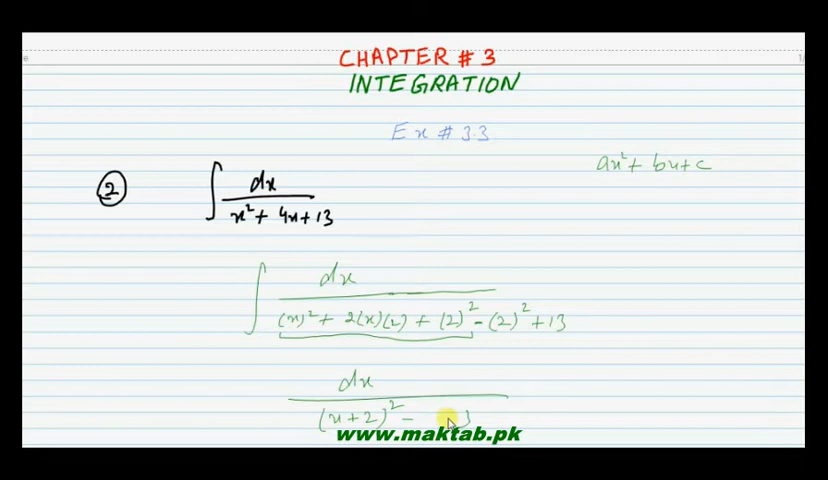 CHAPTER # 3
INTEGRATION
Ex # 3.3
ax² + bx + c
② ∫ dx / x² + 4x + 13
∫ dx / (x)² + 2(x)(2) + (2)² - (2)² + 13
dx / (x + 2)² -
www.maktab.pk